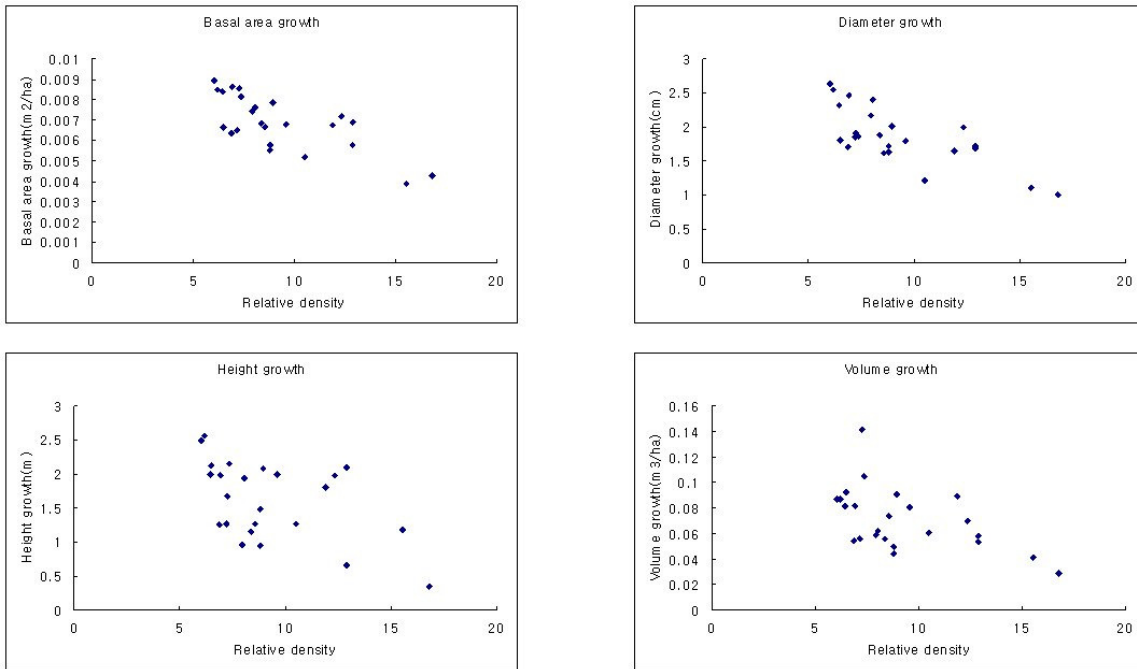 Basal area growth
Basal area growth(m2/ha)
0.01
0.009
0.008
0.007
0.006
0.005
0.004
0.003
0.002
0.001
0
0 5 10 15 20
Relative density
Diameter growth
Diameter growth(cm)
3
2.5
2
1.5
1
0.5
0
0 5 10 15 20
Relative density
Height growth
Height growth(m)
3
2.5
2
1.5
1
0.5
0
0 5 10 15 20
Relative density
Volume growth
Volume growth(m3/ha)
0.16
0.14
0.12
0.1
0.08
0.06
0.04
0.02
0
0 5 10 15 20
Relative density